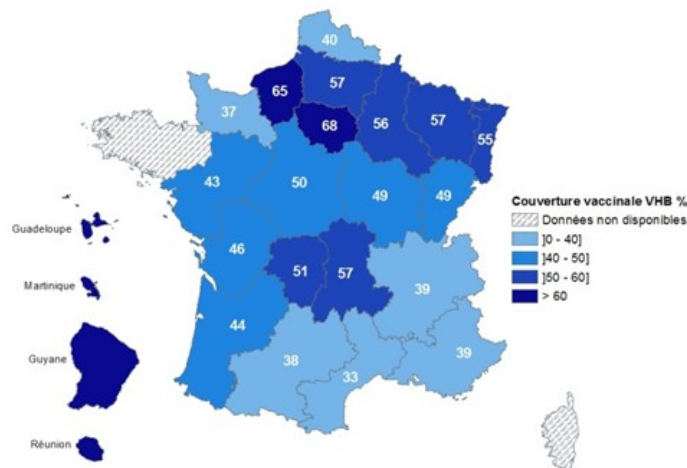 40
65
57
37
68
56
57
55
43
50
49
49
Couverture vaccinale VHB %
Données non disponibles
]0 - 40]
]40 - 50]
]50 - 60]
> 60
Guadeloupe
46
51
57
39
Martinique
44
38
33
39
Guyane
Réunion